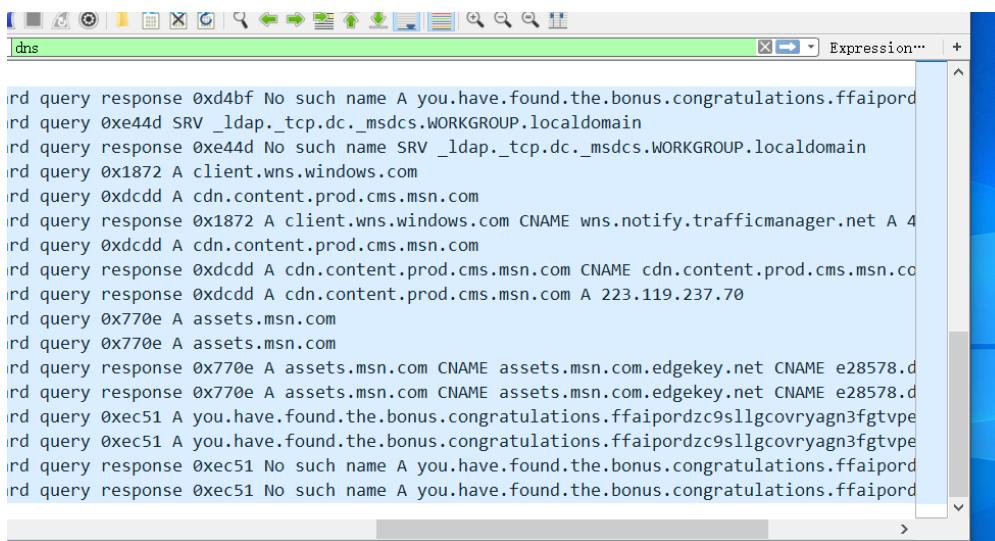 dns
Expression…
+
rd query response 0xd4bf No such name A you.have.found.the.bonus.congratulations.ffaipord
rd query 0xe44d SRV _ldap._tcp.dc._msdcs.WORKGROUP.localdomain
rd query response 0xe44d No such name SRV _ldap._tcp.dc._msdcs.WORKGROUP.localdomain
rd query 0x1872 A client.wns.windows.com
rd query 0xdcdd A cdn.content.prod.cms.msn.com
rd query response 0x1872 A client.wns.windows.com CNAME wns.notify.trafficmanager.net A 4
rd query 0xdcdd A cdn.content.prod.cms.msn.com
rd query response 0xdcdd A cdn.content.prod.cms.msn.com CNAME cdn.content.prod.cms.msn.co
rd query response 0xdcdd A cdn.content.prod.cms.msn.com A 223.119.237.70
rd query 0x770e A assets.msn.com
rd query 0x770e A assets.msn.com
rd query response 0x770e A assets.msn.com CNAME assets.msn.com.edgekey.net CNAME e28578.d
rd query response 0x770e A assets.msn.com CNAME assets.msn.com.edgekey.net CNAME e28578.d
rd query 0xec51 A you.have.found.the.bonus.congratulations.ffaipordzc9sllgcovryagn3fgtvpe
rd query 0xec51 A you.have.found.the.bonus.congratulations.ffaipordzc9sllgcovryagn3fgtvpe
rd query response 0xec51 No such name A you.have.found.the.bonus.congratulations.ffaipord
rd query response 0xec51 No such name A you.have.found.the.bonus.congratulations.ffaipord